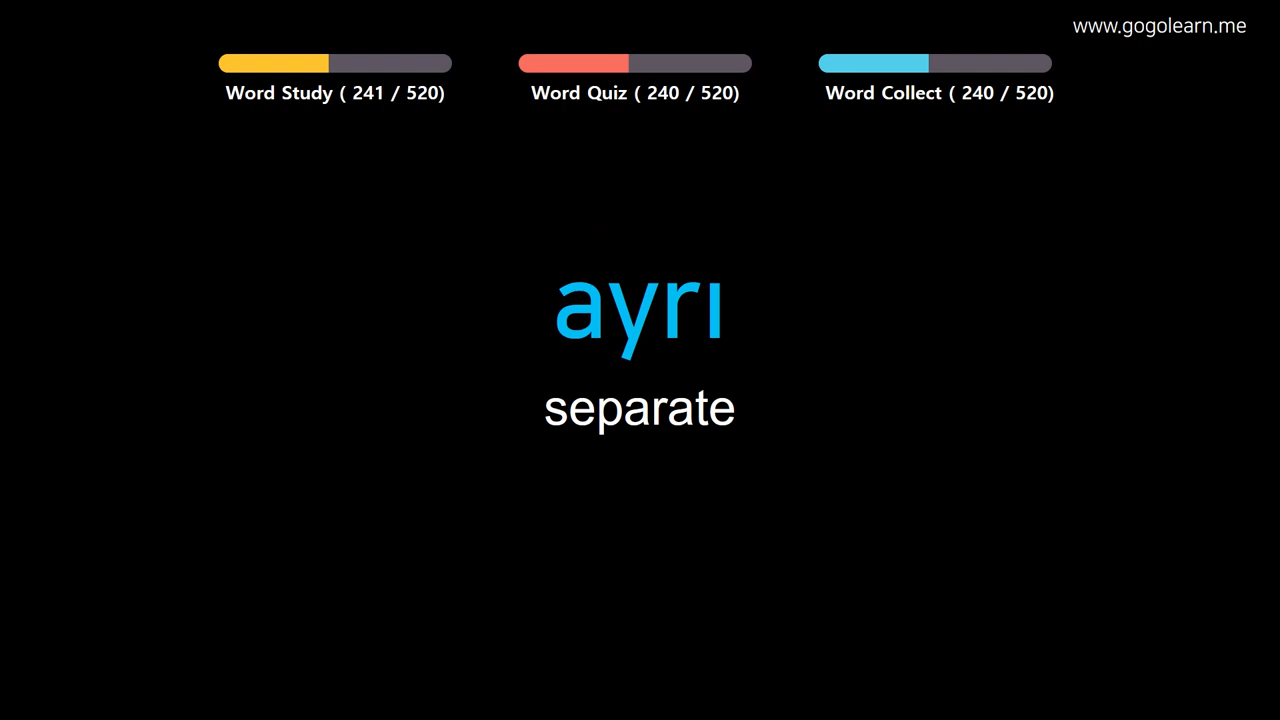 www.gogolearn.me
Word Study ( 241 / 520)
Word Quiz ( 240 / 520)
Word Collect ( 240 / 520)
ayrı
separate